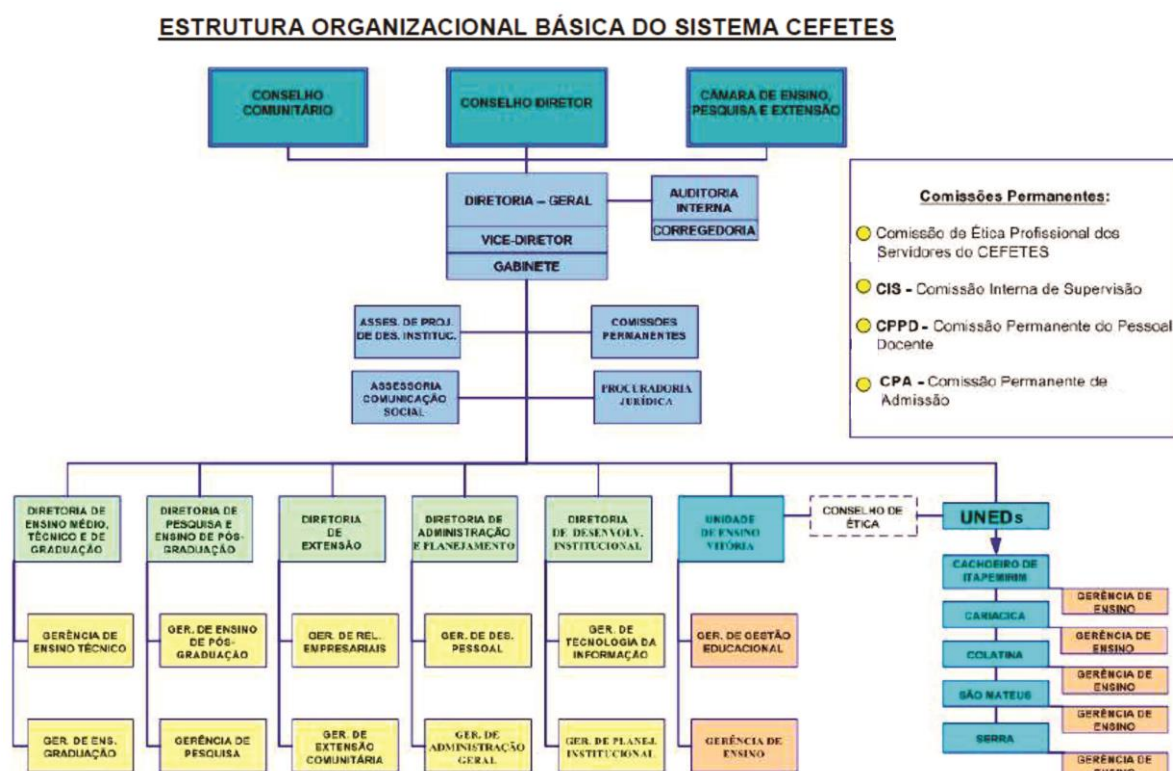 ESTRUTURA ORGANIZACIONAL BÁSICA DO SISTEMA CEFETES
CONSELHO
COMUNITÁRIO
CONSELHO DIRETOR
CÂMARA DE ENSINO,
PESQUISA E EXTENSÃO
DIRETORIA – GERAL
VICE-DIRETOR
GABINETE
AUDITORIA
INTERNA
CORREGEDORIA
Comissões Permanentes:
Comissão de Ética Profissional dos
Servidores do CEFETES
CIS - Comissão Interna de Supervisão
CPPD - Comissão Permanente do Pessoal
Docente
CPA - Comissão Permanente de
Admissão
ASSES. DE PROJ.
DE DES. INSTITUC.
COMISSÕES
PERMANENTES
ASSESSORIA
COMUNICAÇÃO
SOCIAL
PROCURADORIA
JURÍDICA
DIRETORIA DE
ENSINO MÉDIO,
TÉCNICO E DE
GRADUAÇÃO
DIRETORIA DE
PESQUISA E
ENSINO DE PÓS-
GRADUAÇÃO
DIRETORIA
DE
EXTENSÃO
DIRETORIA DE
ADMINISTRAÇÃO
E PLANEJAMENTO
DIRETORIA
DE DESENVOLV.
INSTITUCIONAL
UNIDADE
DE ENSINO
VITÓRIA
CONSELHO DE
ÉTICA
UNEDs
GERÊNCIA DE
ENSINO TÉCNICO
GER. DE ENSINO
DE PÓS-
GRADUAÇÃO
GER. DE REL.
EMPRESARIAIS
GER. DE DES.
PESSOAL
GER. DE
TECNOLOGIA DA
INFORMAÇÃO
GER. DE GESTÃO
EDUCACIONAL
GER. DE ENS.
GRADUAÇÃO
GERÊNCIA DE
PESQUISA
GER. DE
EXTENSÃO
COMUNITÁRIA
GER. DE
ADMINISTRAÇÃO
GERAL
GER. DE PLANEJ.
INSTITUCIONAL
GERÊNCIA DE
ENSINO
CACHOEIRO DE
ITAPEMIRIM
GERÊNCIA DE
ENSINO
CARIACICA
GERÊNCIA DE
ENSINO
COLATINA
GERÊNCIA DE
ENSINO
SÃO MATEUS
GERÊNCIA DE
ENSINO
SERRA
GERÊNCIA DE
ENSINO